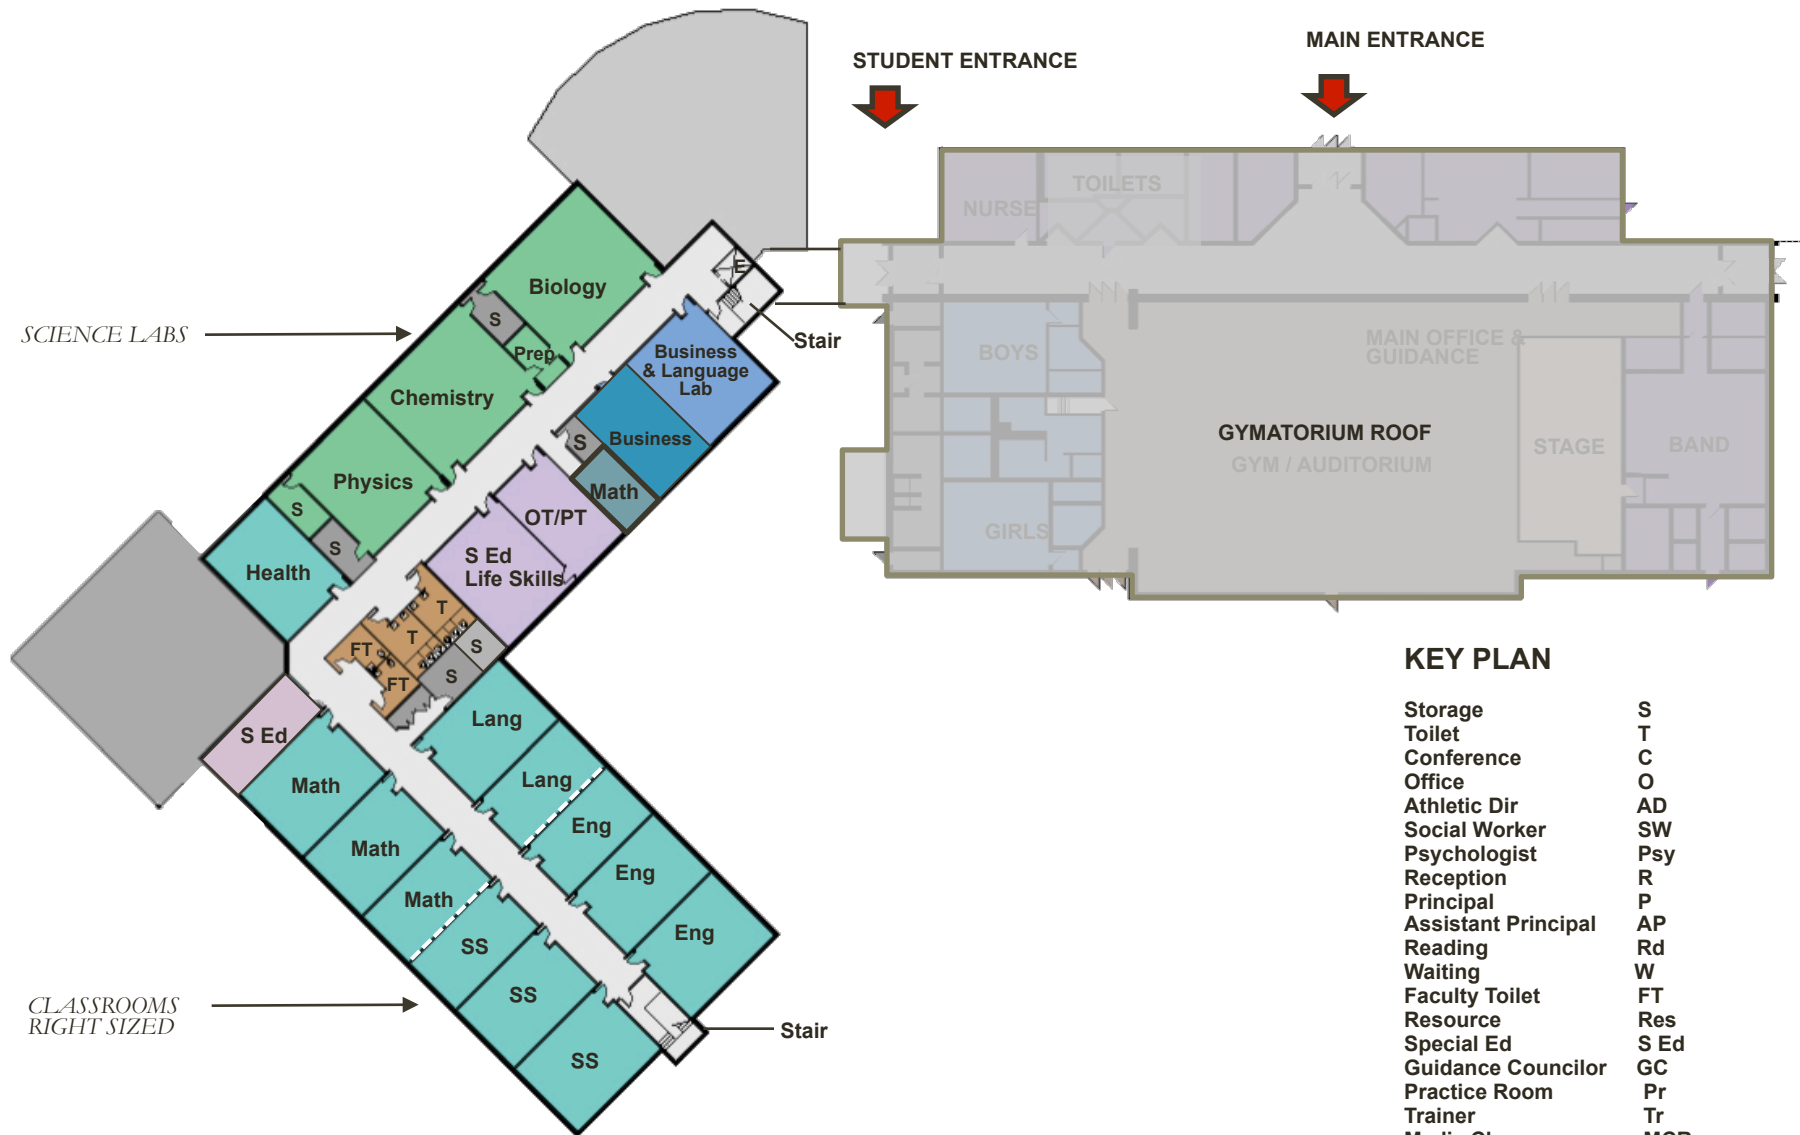 MAIN ENTRANCE
STUDENT ENTRANCE
TOILETS
NURSE
E
Biology
S
SCIENCE LABS
Prep
Stair
Business
& Language
Lab
BOYS
MAIN OFFICE &
GUIDANCE
Chemistry
Business
S
GYMATORIUM ROOF
GYM / AUDITORIUM
STAGE
BAND
Physics
Math
S
OT/PT
GIRLS
S
Health
S Ed
Life Skills
T
T
FT
S
FT
S
Lang
S Ed
Math
Lang
Eng
Math
Eng
Math
Eng
SS
SS
SS
CLASSROOMS
RIGHT SIZED
Stair
KEY PLAN
Storage S
Toilet T
Conference C
Office O
Athletic Dir AD
Social Worker SW
Psychologist Psy
Reception R
Principal P
Assistant Principal AP
Reading Rd
Waiting W
Faculty Toilet FT
Resource Res
Special Ed S Ed
Guidance Councilor GC
Practice Room Pr
Trainer Tr